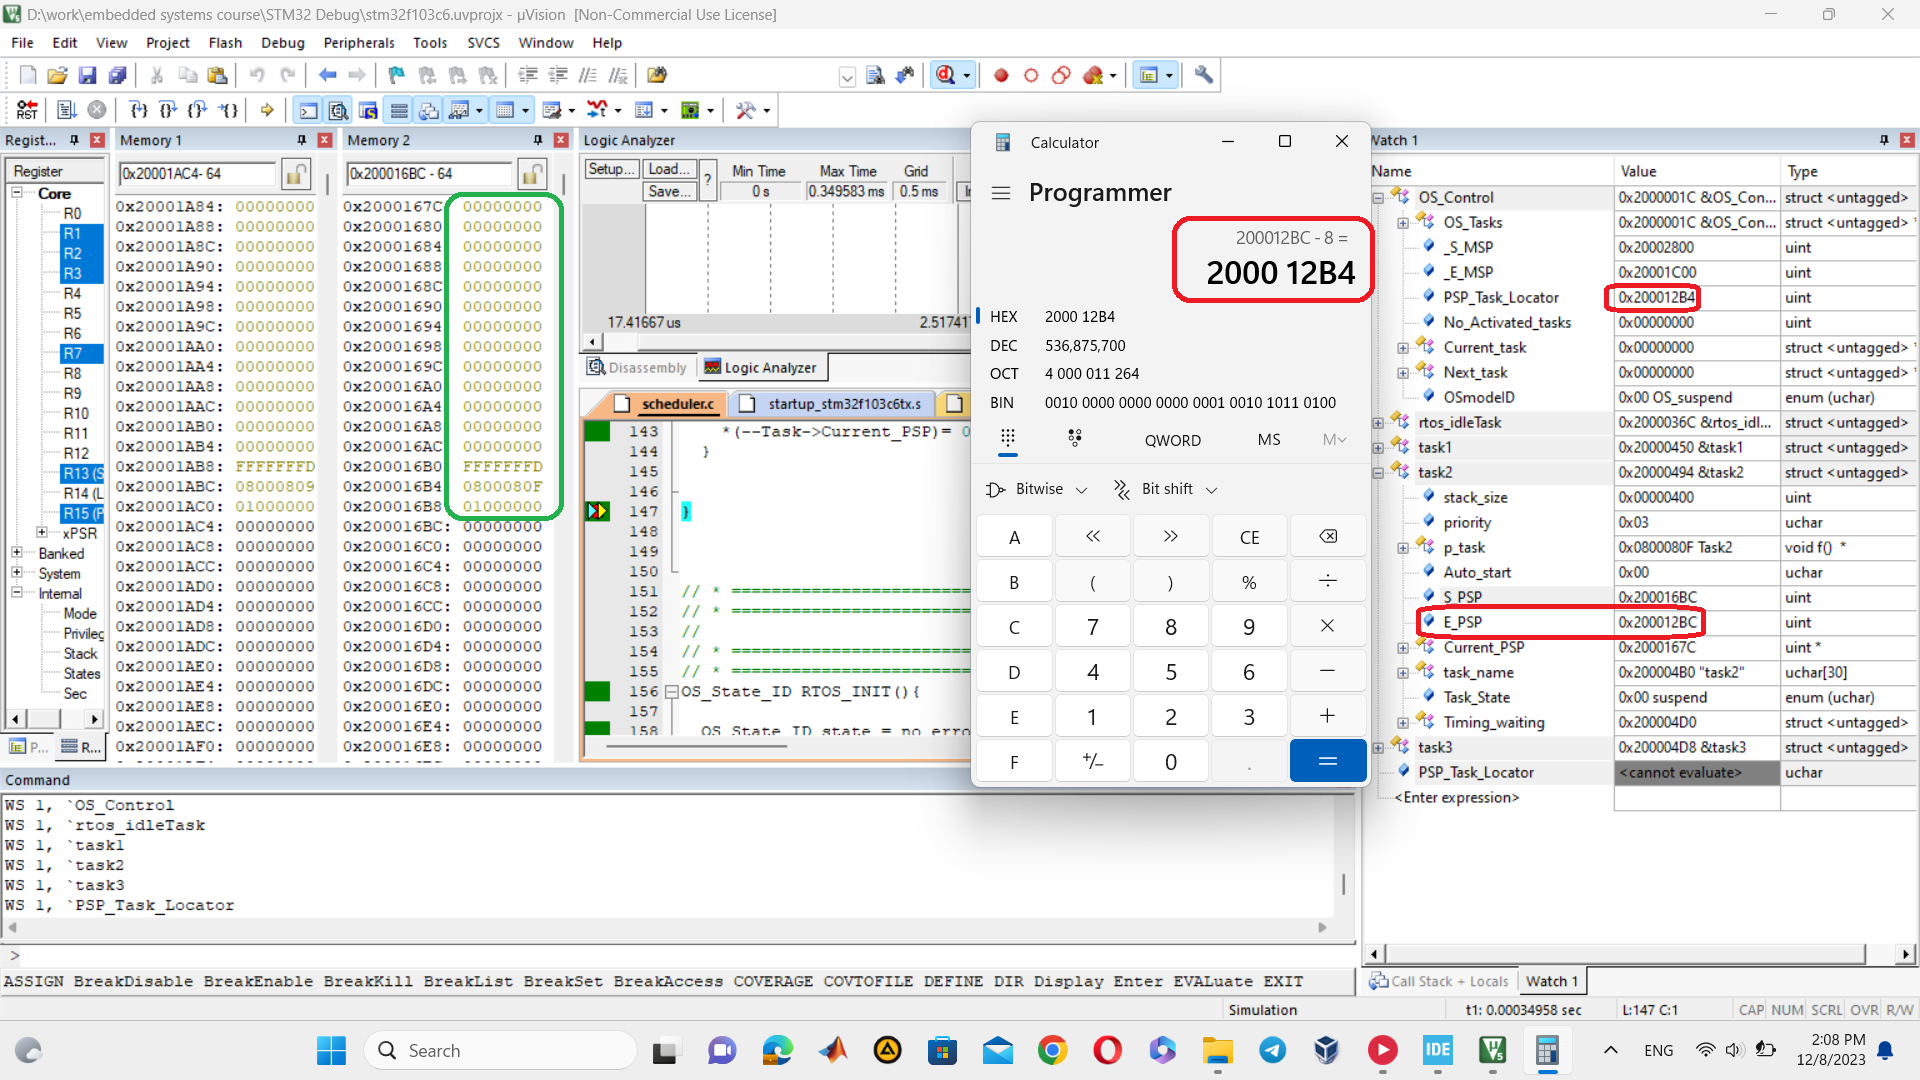 D:\work\embedded systems course\STM32 Debug\stm32f103c6.uvprojx - µVision [Non-Commercial Use License]
File Edit View Project Flash Debug Peripherals Tools SVCS Window Help
Regist...
Register
Core
R0
R1
R2
R3
R4
R5
R6
R7
R8
R9
R10
R11
R12
R13 (S
R14 (L
R15 (P
xPSR
Banked
System
Internal
Mode
Privileg
Stack
States
Sec
P...
R...
Memory 1
0x20001AC4- 64
0x20001A84: 00000000
0x20001A88: 00000000
0x20001A8C: 00000000
0x20001A90: 00000000
0x20001A94: 00000000
0x20001A98: 00000000
0x20001A9C: 00000000
0x20001AA0: 00000000
0x20001AA4: 00000000
0x20001AA8: 00000000
0x20001AAC: 00000000
0x20001AB0: 00000000
0x20001AB4: 00000000
0x20001AB8: FFFFFFFD
0x20001ABC: 08000809
0x20001AC0: 01000000
0x20001AC4: 00000000
0x20001AC8: 00000000
0x20001ACC: 00000000
0x20001AD0: 00000000
0x20001AD4: 00000000
0x20001AD8: 00000000
0x20001ADC: 00000000
0x20001AE0: 00000000
0x20001AE4: 00000000
0x20001AE8: 00000000
0x20001AEC: 00000000
0x20001AF0: 00000000
Memory 2
0x200016BC - 64
0x2000167C: 00000000
0x20001680: 00000000
0x20001684: 00000000
0x20001688: 00000000
0x2000168C: 00000000
0x20001690: 00000000
0x20001694: 00000000
0x20001698: 00000000
0x2000169C: 00000000
0x200016A0: 00000000
0x200016A4: 00000000
0x200016A8: 00000000
0x200016AC: 00000000
0x200016B0: FFFFFFFD
0x200016B4: 0800080F
0x200016B8: 01000000
0x200016BC: 00000000
0x200016C0: 00000000
0x200016C4: 00000000
0x200016C8: 00000000
0x200016CC: 00000000
0x200016D0: 00000000
0x200016D4: 00000000
0x200016D8: 00000000
0x200016DC: 00000000
0x200016E0: 00000000
0x200016E4: 00000000
0x200016E8: 00000000
Logic Analyzer
Setup... Load... Save... ?
Min Time Max Time Grid
0 s 0.349583 ms 0.5 ms
17.41667 us 2.51741
Disassembly Logic Analyzer
scheduler.c startup_stm32f103c6tx.s
143 *(--Task->Current_PSP)= 0
144 }
145
146
147 }
148
149
150
151 // * ==============================
152 // * ==============================
153 //
154 // * ==============================
155 // * ==============================
156 OS_State_ID RTOS_INIT(){
157
158 OS_State_ID state = no_erro
Calculator
Programmer
200012BC - 8 =
2000 12B4
HEX 2000 12B4
DEC 536,875,700
OCT 4 000 011 264
BIN 0010 0000 0000 0000 0001 0010 1011 0100
QWORD MS M
Bitwise Bit shift
A << >> CE
B ( ) % ÷
C 7 8 9 ×
D 4 5 6 −
E 1 2 3 +
F +/− 0 . =
Watch 1
Name Value Type
OS_Control 0x2000001C &OS_Con... struct <untagged>
OS_Tasks 0x2000001C &OS_Con... struct <untagged> *
_S_MSP 0x20002800 uint
_E_MSP 0x20001C00 uint
PSP_Task_Locator 0x200012B4 uint
No_Activated_tasks 0x00000000 uint
Current_task 0x00000000 struct <untagged> *
Next_task 0x00000000 struct <untagged> *
OSmodeID 0x00 OS_suspend enum (uchar)
rtos_idleTask 0x2000036C &rtos_idl... struct <untagged>
task1 0x20000450 &task1 struct <untagged>
task2 0x20000494 &task2 struct <untagged>
stack_size 0x00000400 uint
priority 0x03 uchar
p_task 0x0800080F Task2 void f() *
Auto_start 0x00 uchar
S_PSP 0x200016BC uint
E_PSP 0x200012BC uint
Current_PSP 0x2000167C uint *
task_name 0x200004B0 "task2" uchar[30]
Task_State 0x00 suspend enum (uchar)
Timing_waiting 0x200004D0 struct <untagged>
task3 0x200004D8 &task3 struct <untagged>
PSP_Task_Locator <cannot evaluate> uchar
<Enter expression>
Call Stack + Locals Watch 1
Command
WS 1, `OS_Control
WS 1, `rtos_idleTask
WS 1, `task1
WS 1, `task2
WS 1, `task3
WS 1, `PSP_Task_Locator
>
ASSIGN BreakDisable BreakEnable BreakKill BreakList BreakSet BreakAccess COVERAGE COVTOFILE DEFINE DIR Display Enter EVALuate EXIT
Simulation t1: 0.00034958 sec L:147 C:1 CAP NUM SCRL OVR R/W
Search
IDE
ENG
2:08 PM
12/8/2023